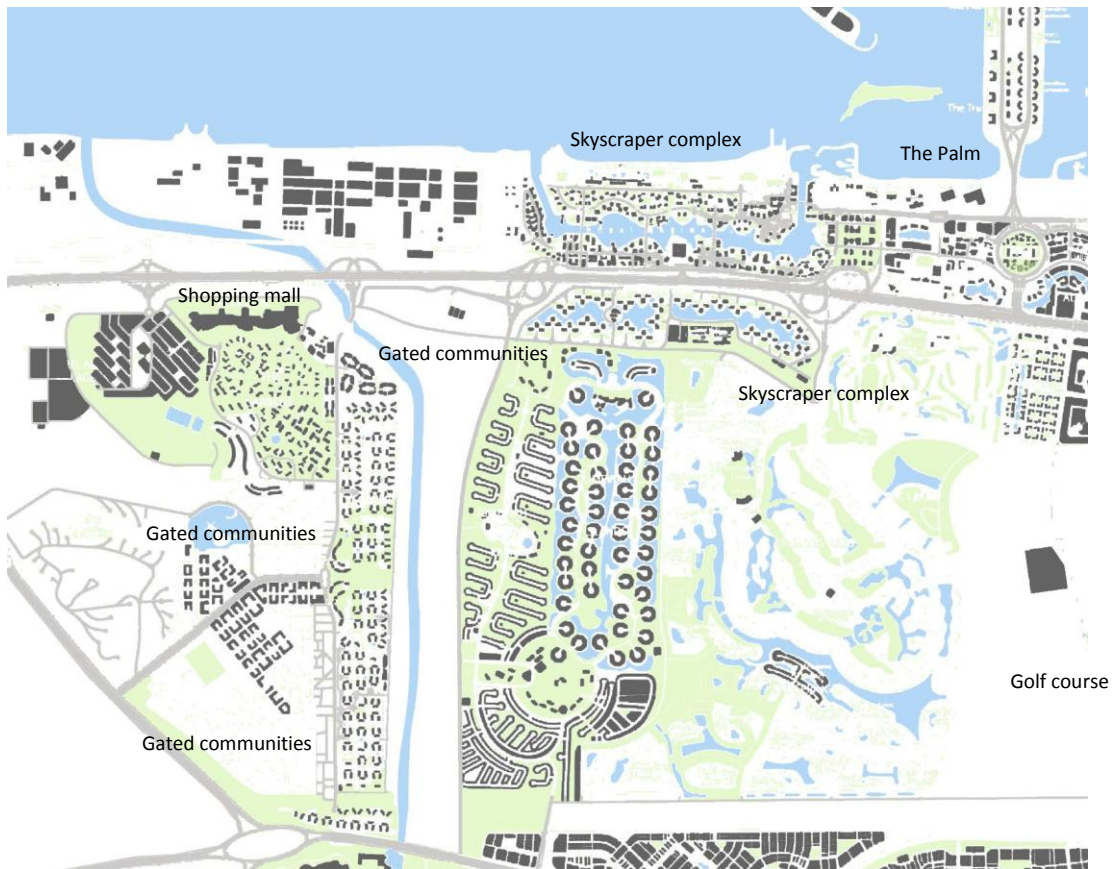 Skyscraper complex
The Palm
Shopping mall
Gated communities
Skyscraper complex
Gated communities
Golf course
Gated communities